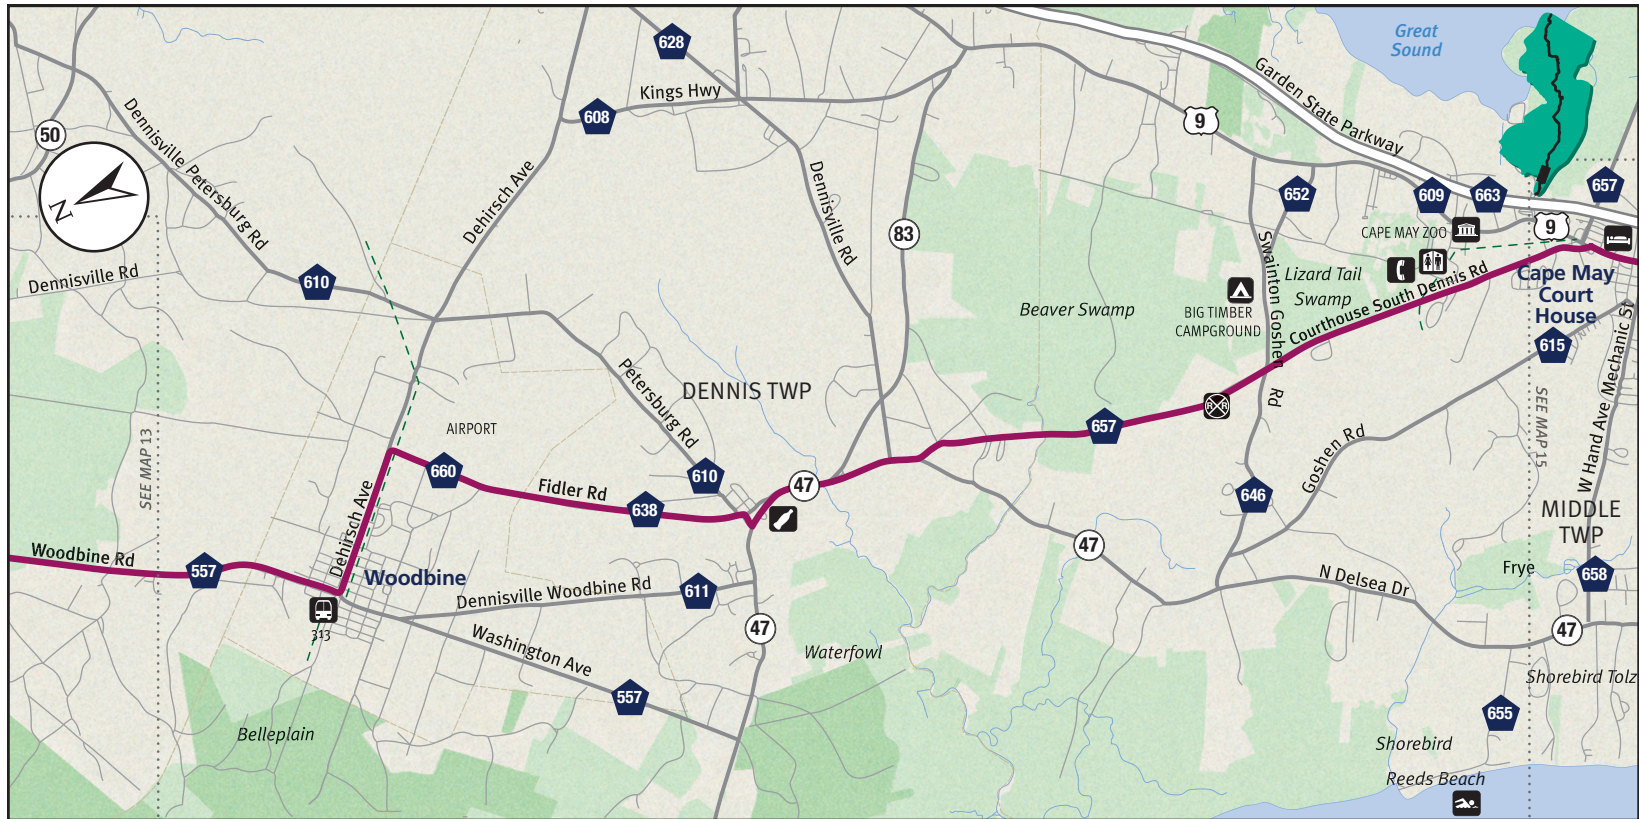 Great
Sound
628
Garden State Parkway
Kings Hwy
Dennisville Petersburg Rd
608
9
50
Dehirsch Ave
Dennisville Rd
652
609
663
657
N
83
CAPE MAY ZOO
9
Dennisville Rd
610
Swainton Goshen Rd
Lizard Tail
Swamp
Courthouse South Dennis Rd
Cape May
Court
House
Beaver Swamp
BIG TIMBER
CAMPGROUND
615
Mechanic St
Petersburg Rd
DENNIS TWP
R R
657
AIRPORT
SEE MAP 13
SEE MAP 15
W Hand Ave
Goshen Rd
660
610
Fidler Rd
638
47
646
MIDDLE
TWP
Dehirsch Ave
47
Woodbine Rd
557
Woodbine
Dennisville Woodbine Rd
611
N Delsea Dr
Frye
658
313
47
47
Washington Ave
Waterfowl
557
Shorebird Tolz
655
Belleplain
Shorebird
Reeds Beach